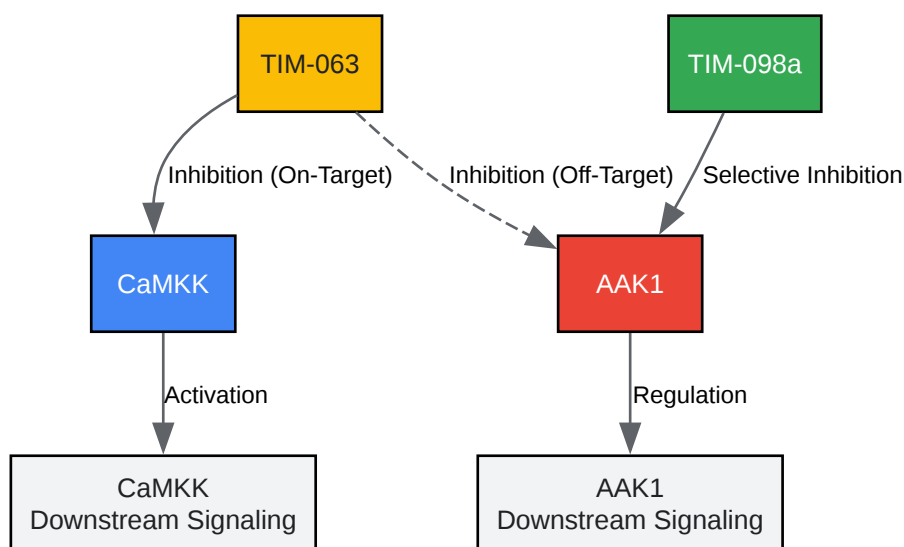 TIM-063
TIM-098a
Inhibition (On-Target)
Inhibition (Off-Target)
Selective Inhibition
CaMKK
AAK1
Activation
Regulation
CaMKK
Downstream Signaling
AAK1
Downstream Signaling